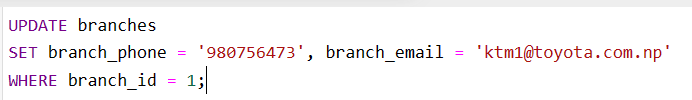 UPDATE branches
SET branch_phone = '980756473', branch_email = 'ktm1@toyota.com.np'
WHERE branch_id = 1;